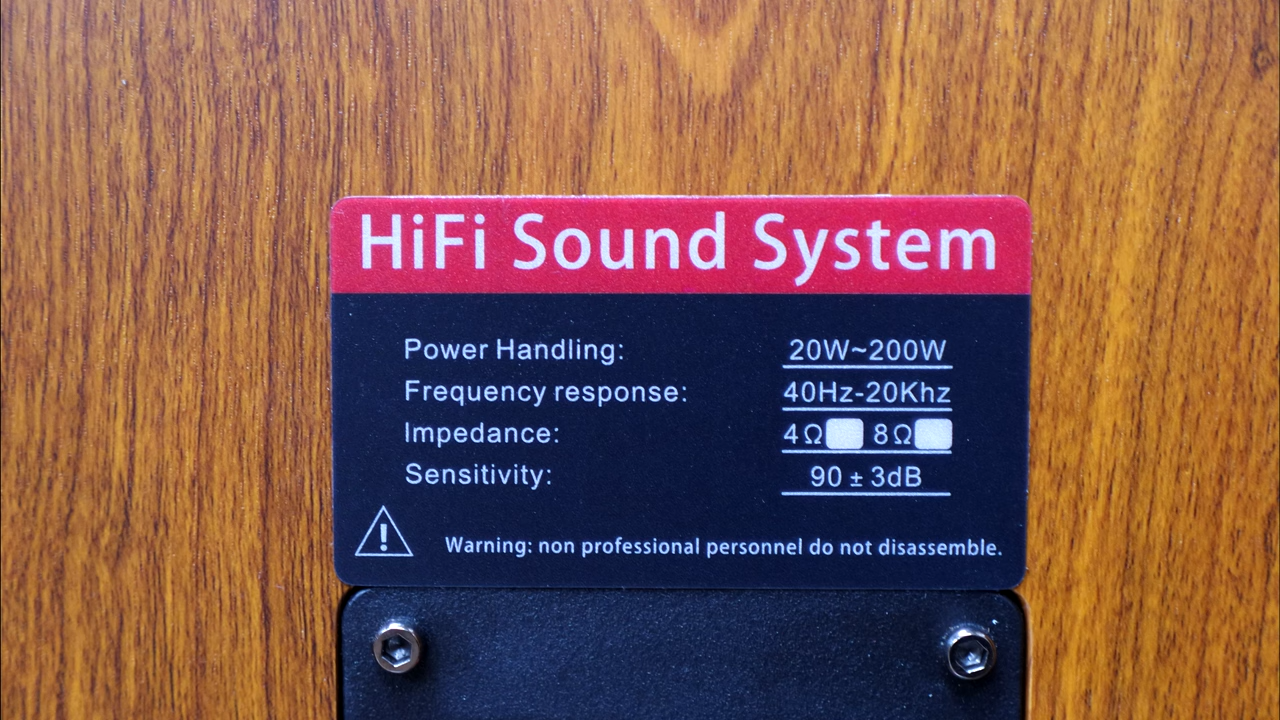 HiFi Sound System
Power Handling: 20W~200W
Frequency response: 40Hz-20Khz
Impedance: 4Ω 8Ω
Sensitivity: 90 ± 3dB
! Warning: non professional personnel do not disassemble.